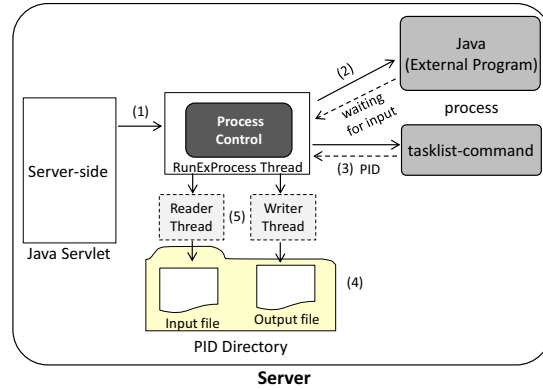 Java
(External Program)
(2)
(1)
waiting
for input
process
Process
Control
Server-side
tasklist-command
RunExProcess Thread
(3) PID
Reader
Thread
(5)
Writer
Thread
Java Servlet
(4)
Input file
Output file
PID Directory
Server